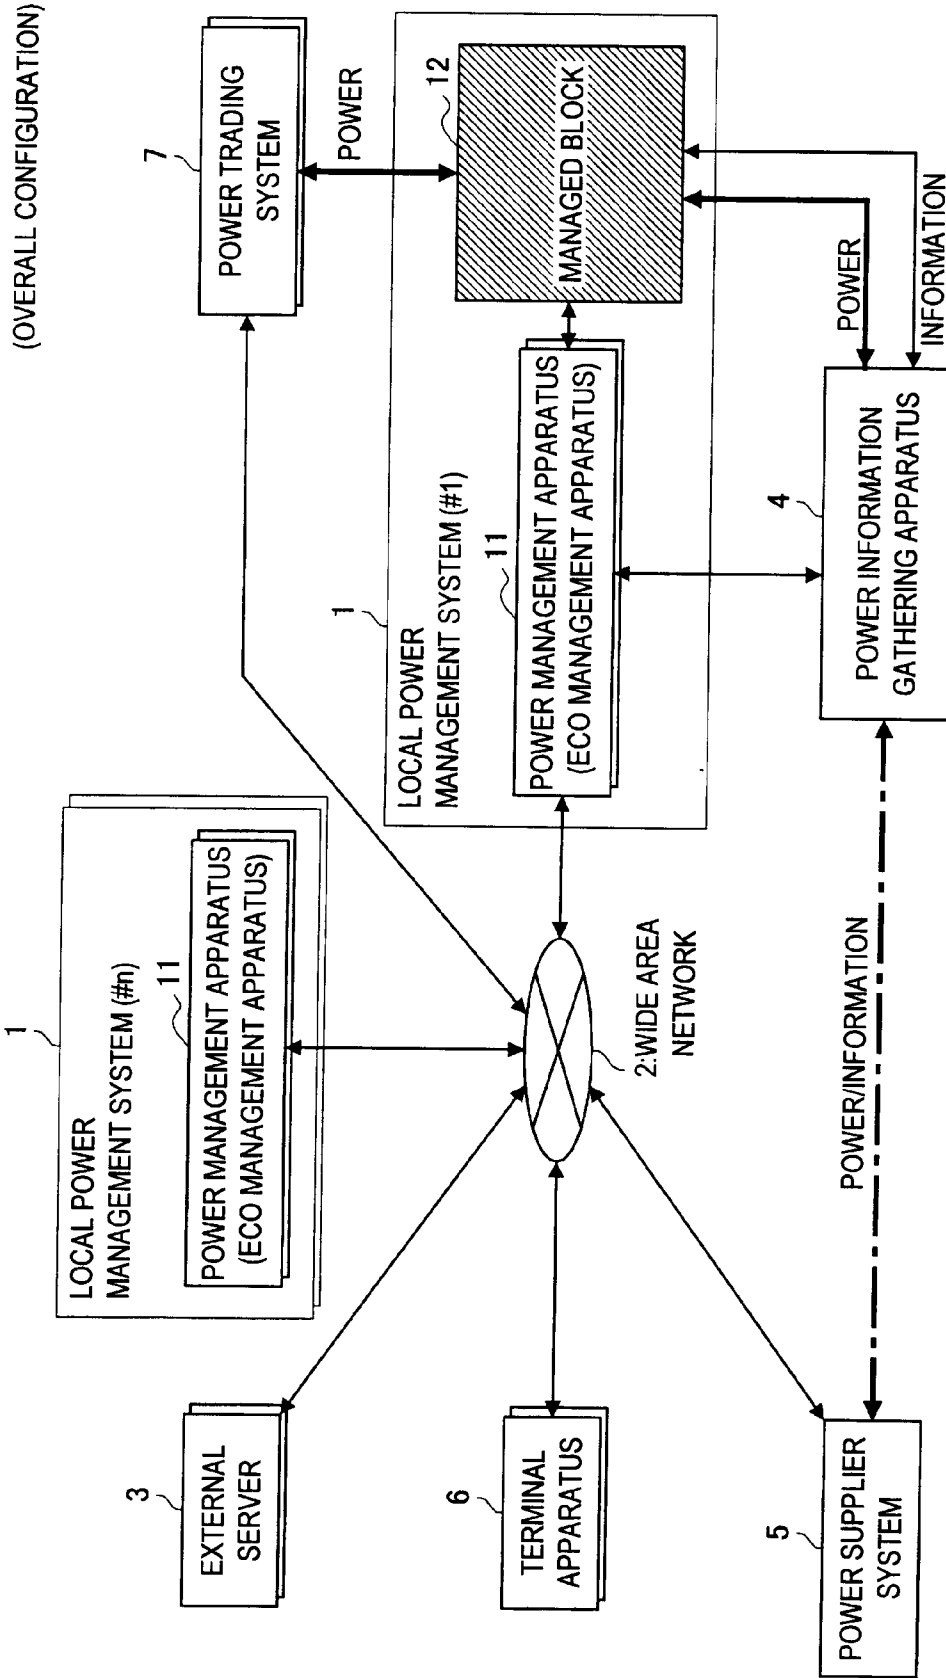 (OVERALL CONFIGURATION)
1
LOCAL POWER
MANAGEMENT SYSTEM (#n)
11
POWER MANAGEMENT APPARATUS
(ECO MANAGEMENT APPARATUS)
7
POWER TRADING
SYSTEM
POWER
3
EXTERNAL
SERVER
1
LOCAL POWER
MANAGEMENT SYSTEM (#1)
11
POWER MANAGEMENT APPARATUS
(ECO MANAGEMENT APPARATUS)
12
MANAGED BLOCK
6
TERMINAL
APPARATUS
2:WIDE AREA
NETWORK
5
POWER SUPPLIER
SYSTEM
POWER/INFORMATION
4
POWER INFORMATION
GATHERING APPARATUS
POWER
INFORMATION